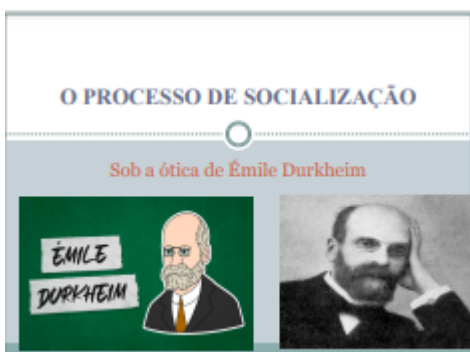 O PROCESSO DE SOCIALIZAÇÃO
Sob a ótica de Émile Durkheim
ÉMILE
DURKHEIM